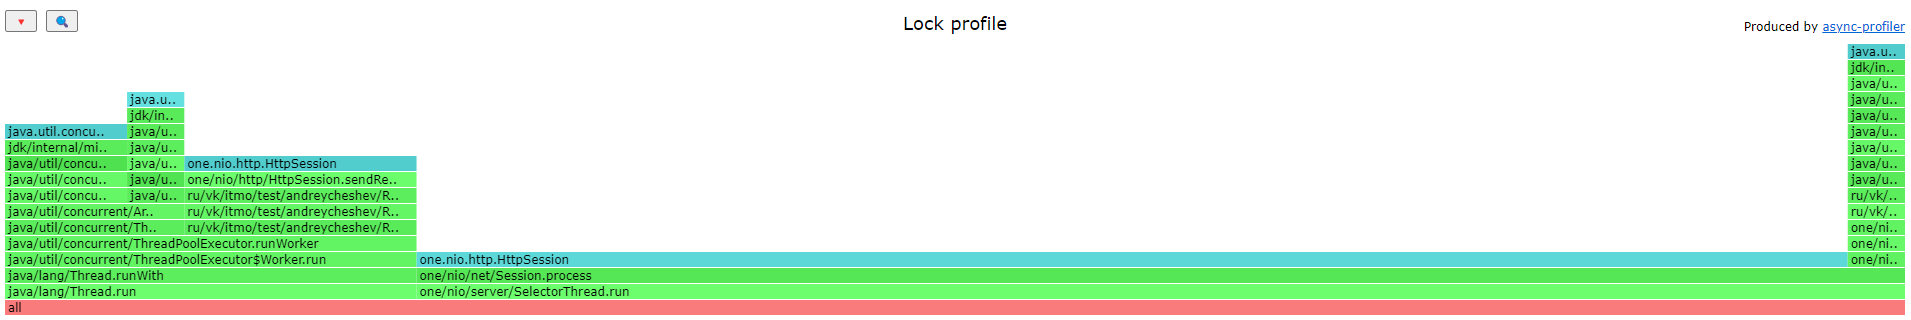 Lock profile
Produced by async-profiler
java.u..
jdk/in..
java/u..
java.u.. java/u..
jdk/in.. java/u..
java.util.concu.. java/u.. java/u..
jdk/internal/mi.. java/u.. java/u..
java/util/concu.. java/u.. one.nio.http.HttpSession java/u..
java/util/concu.. java/u.. one/nio/http/HttpSession.sendRe.. java/u..
java/util/concu.. java/u.. ru/vk/itmo/test/andreycheshev/R.. ru/vk/..
java/util/concurrent/Ar.. ru/vk/itmo/test/andreycheshev/R.. ru/vk/..
java/util/concurrent/Th.. ru/vk/itmo/test/andreycheshev/R.. one/ni..
java/util/concurrent/ThreadPoolExecutor.runWorker one/ni..
java/util/concurrent/ThreadPoolExecutor$Worker.run one.nio.http.HttpSession one/ni..
java/lang/Thread.runWith one/nio/net/Session.process
java/lang/Thread.run one/nio/server/SelectorThread.run
all